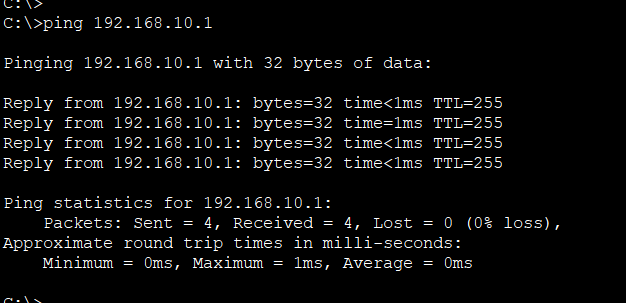 C:\>
C:\>ping 192.168.10.1
Pinging 192.168.10.1 with 32 bytes of data:
Reply from 192.168.10.1: bytes=32 time<1ms TTL=255
Reply from 192.168.10.1: bytes=32 time=1ms TTL=255
Reply from 192.168.10.1: bytes=32 time<1ms TTL=255
Reply from 192.168.10.1: bytes=32 time<1ms TTL=255
Ping statistics for 192.168.10.1:
Packets: Sent = 4, Received = 4, Lost = 0 (0% loss),
Approximate round trip times in milli-seconds:
Minimum = 0ms, Maximum = 1ms, Average = 0ms
C:\>